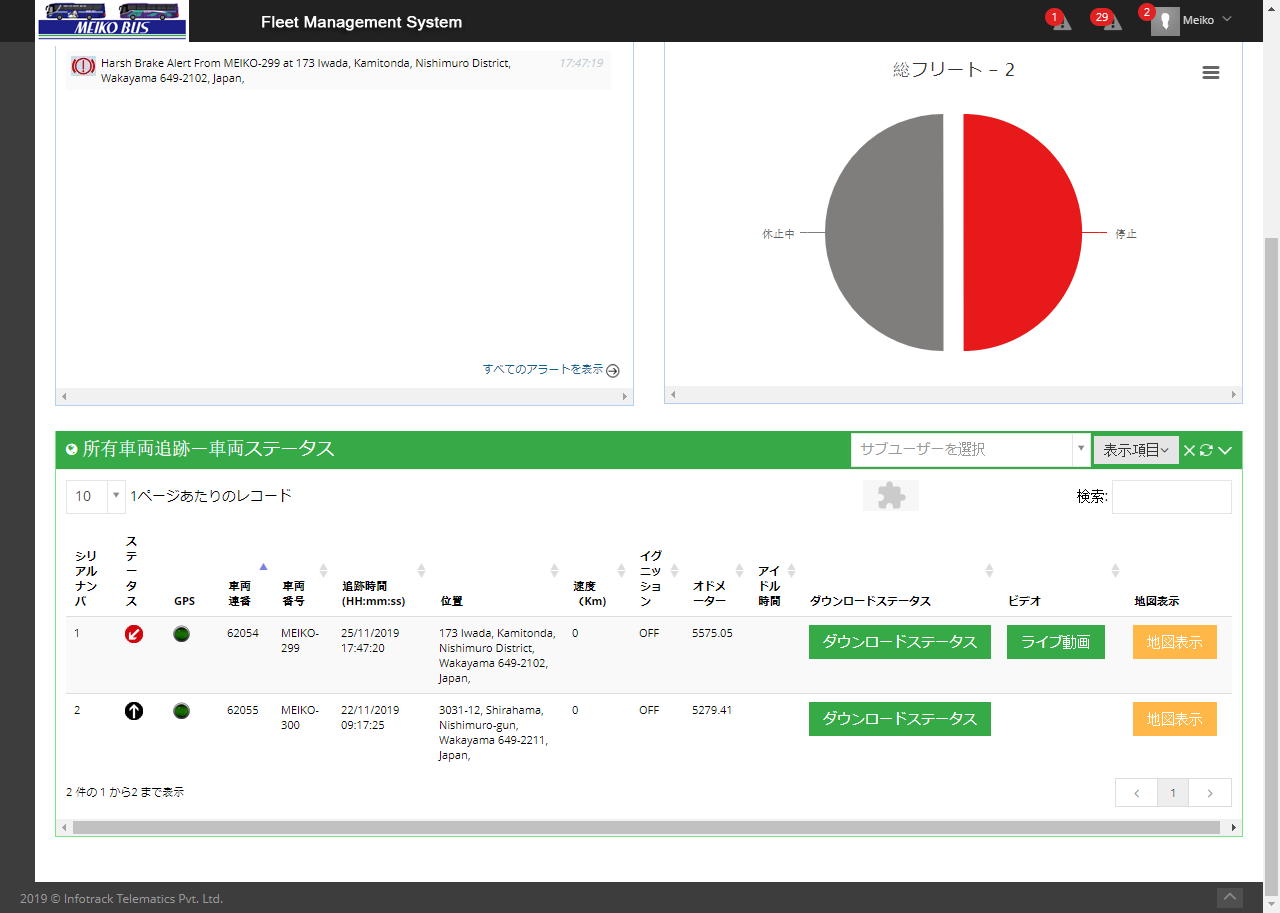 MEIKO BUS
Fleet Management System
1
29
2
Meiko
Harsh Brake Alert From MEIKO-299 at 173 Iwada, Kamitonda, Nishimuro District,
Wakayama 649-2102, Japan,
17:47:19
すべてのアラートを表示
総フリート – 2
休止中
停止
所有車両追跡ー車両ステータス
サブユーザーを選択
表示項目
10
1ページあたりのレコード
検索:
シリ
アル
ナン
バ
ステ
ー
タ
ス
GPS
車両
連番
車両
番号
追跡時間
(HH:mm:ss)
位置
速度
（Km)
イグ
ニッ
ショ
ン
オドメ
ーター
アイ
ドル
時間
ダウンロードステータス
ビデオ
地図表示
1
62054
MEIKO-
299
25/11/2019
17:47:20
173 Iwada, Kamitonda,
Nishimuro District,
Wakayama 649-2102,
Japan,
0
OFF
5575.05
ダウンロードステータス
ライブ動画
地図表示
2
62055
MEIKO-
300
22/11/2019
09:17:25
3031-12, Shirahama,
Nishimuro-gun,
Wakayama 649-2211,
Japan,
0
OFF
5279.41
ダウンロードステータス
地図表示
2 件の 1 から2 まで表示
1
2019 © Infotrack Telematics Pvt. Ltd.